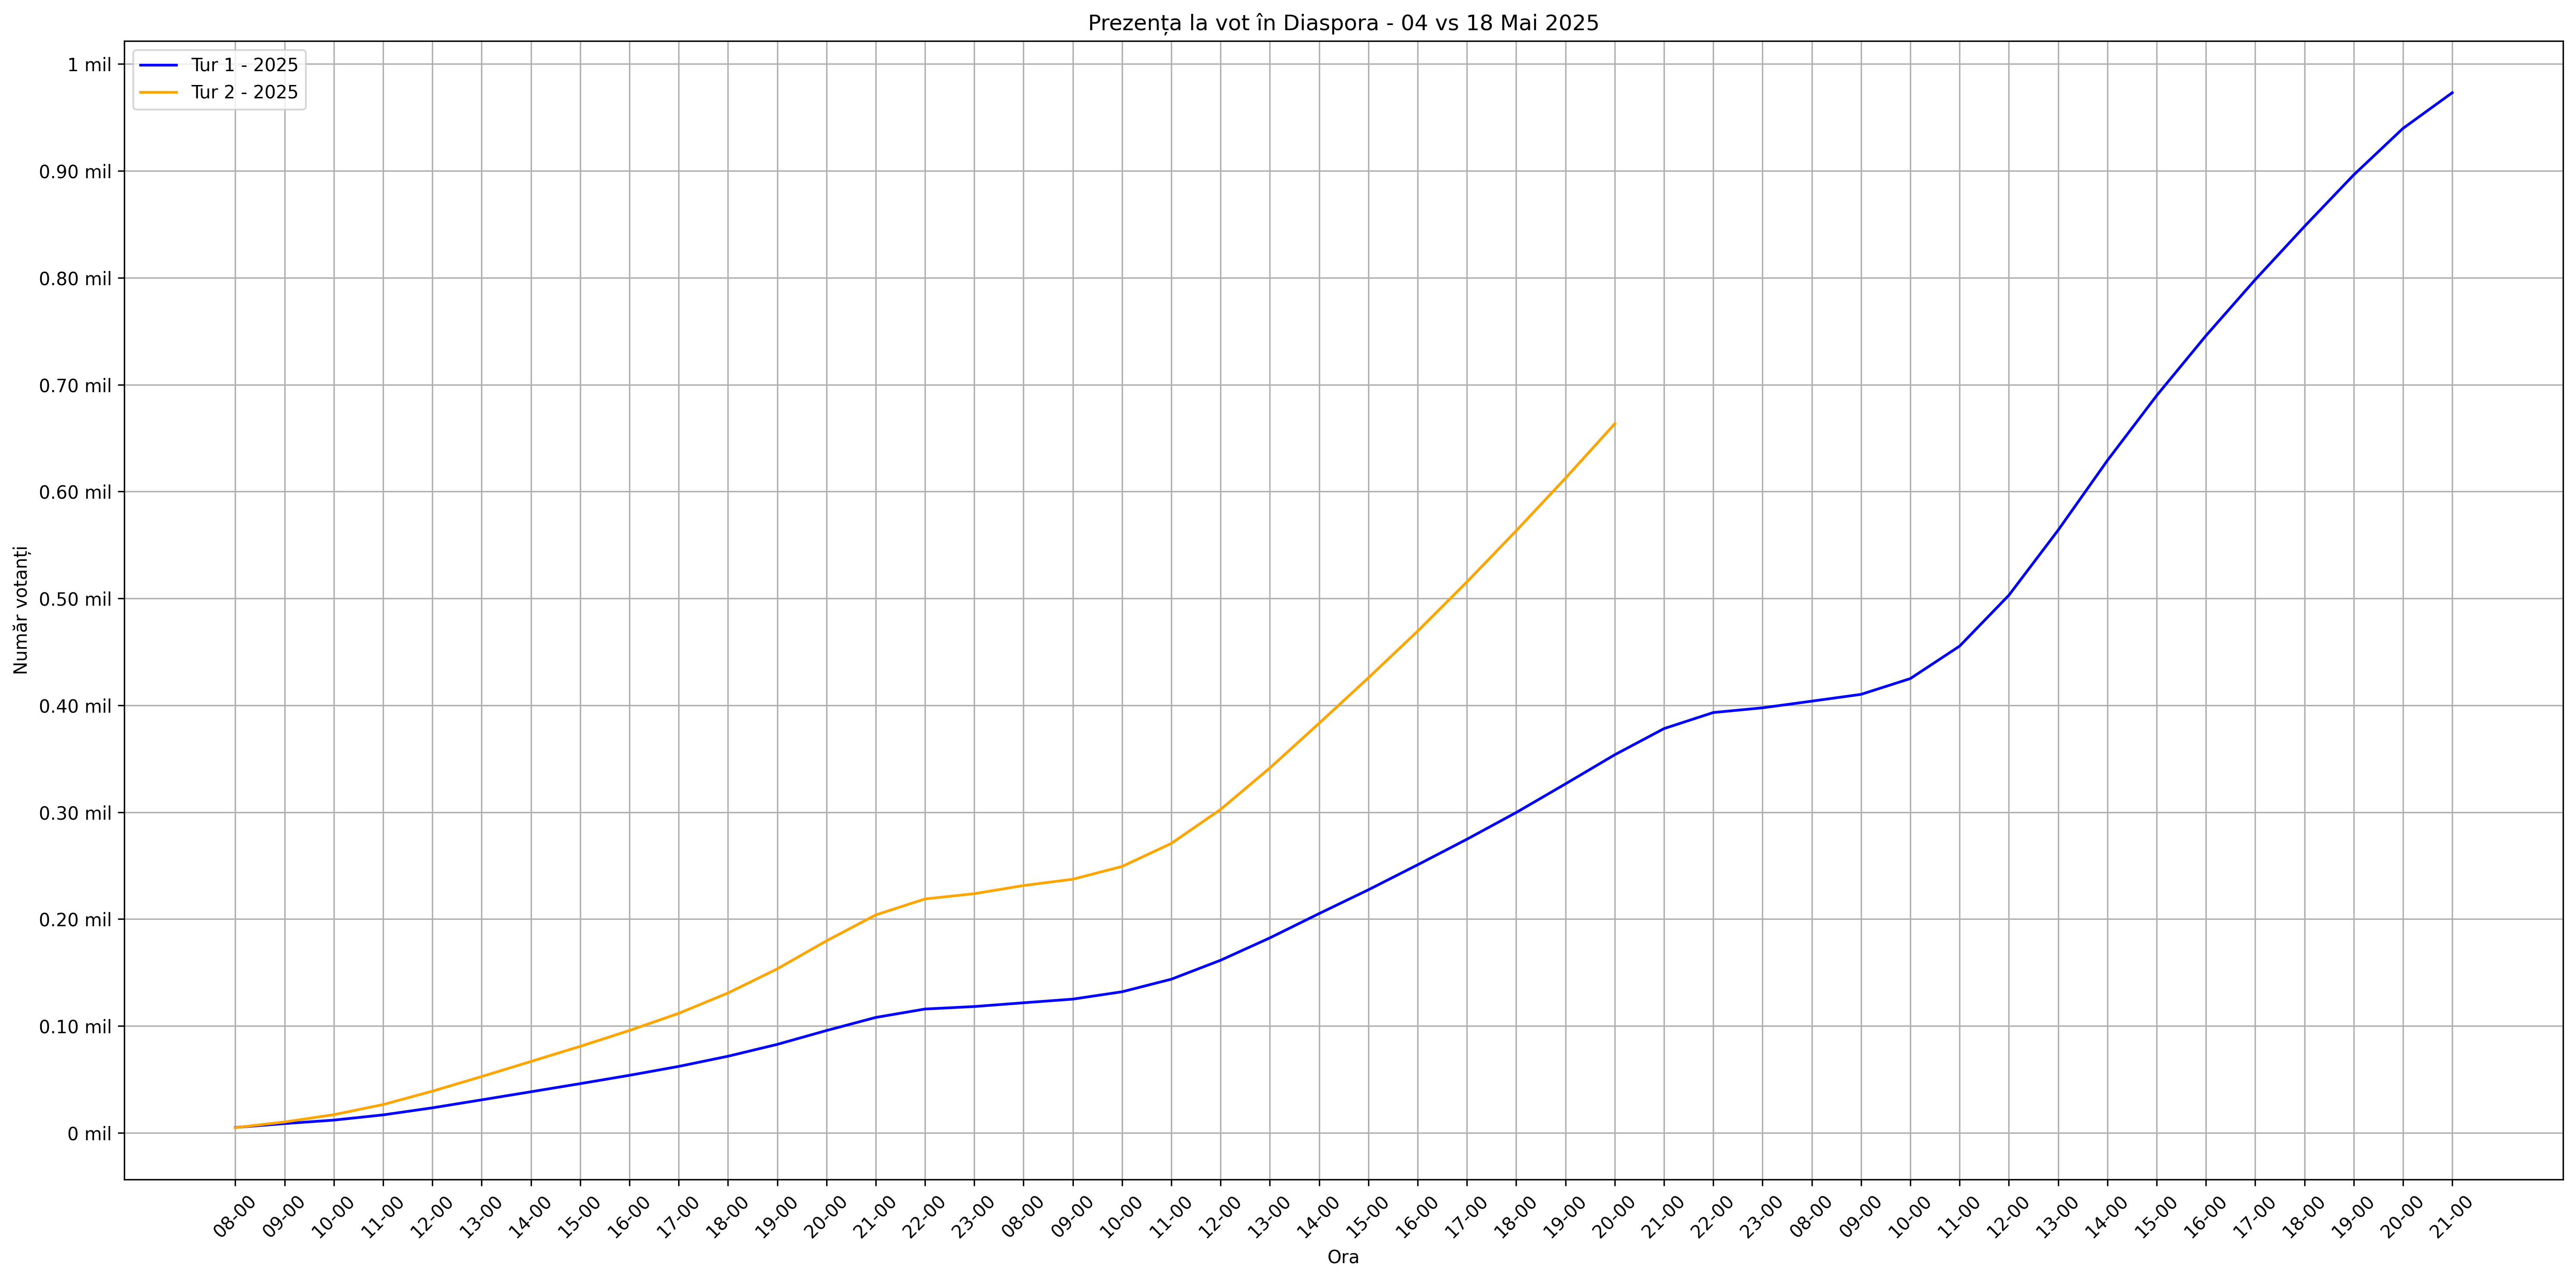 Prezența la vot în Diaspora - 04 vs 18 Mai 2025
Tur 1 - 2025
Tur 2 - 2025
1 mil
0.90 mil
0.80 mil
0.70 mil
0.60 mil
0.50 mil
0.40 mil
0.30 mil
0.20 mil
0.10 mil
0 mil
Număr votanți
08-00 09-00 10-00 11-00 12-00 13-00 14-00 15-00 16-00 17-00 18-00 19-00 20-00 21-00 22-00 23-00 08-00 09-00 10-00 11-00 12-00 13-00 14-00 15-00 16-00 17-00 18-00 19-00 20-00 21-00 22-00 23-00 08-00 09-00 10-00 11-00 12-00 13-00 14-00 15-00 16-00 17-00 18-00 19-00 20-00 21-00
Ora